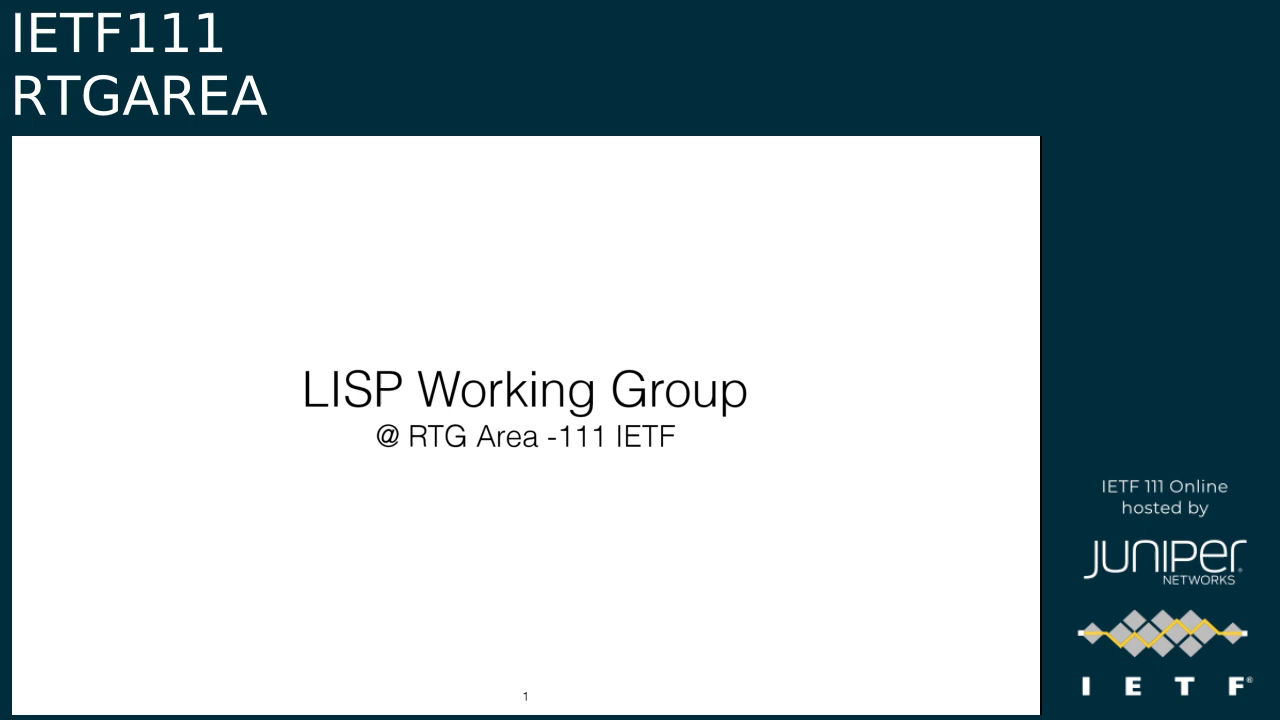 IETF111
RTGAREA
LISP Working Group
@ RTG Area -111 IETF
1
IETF 111 Online
hosted by
JUNIPER
NETWORKS
I E T F®